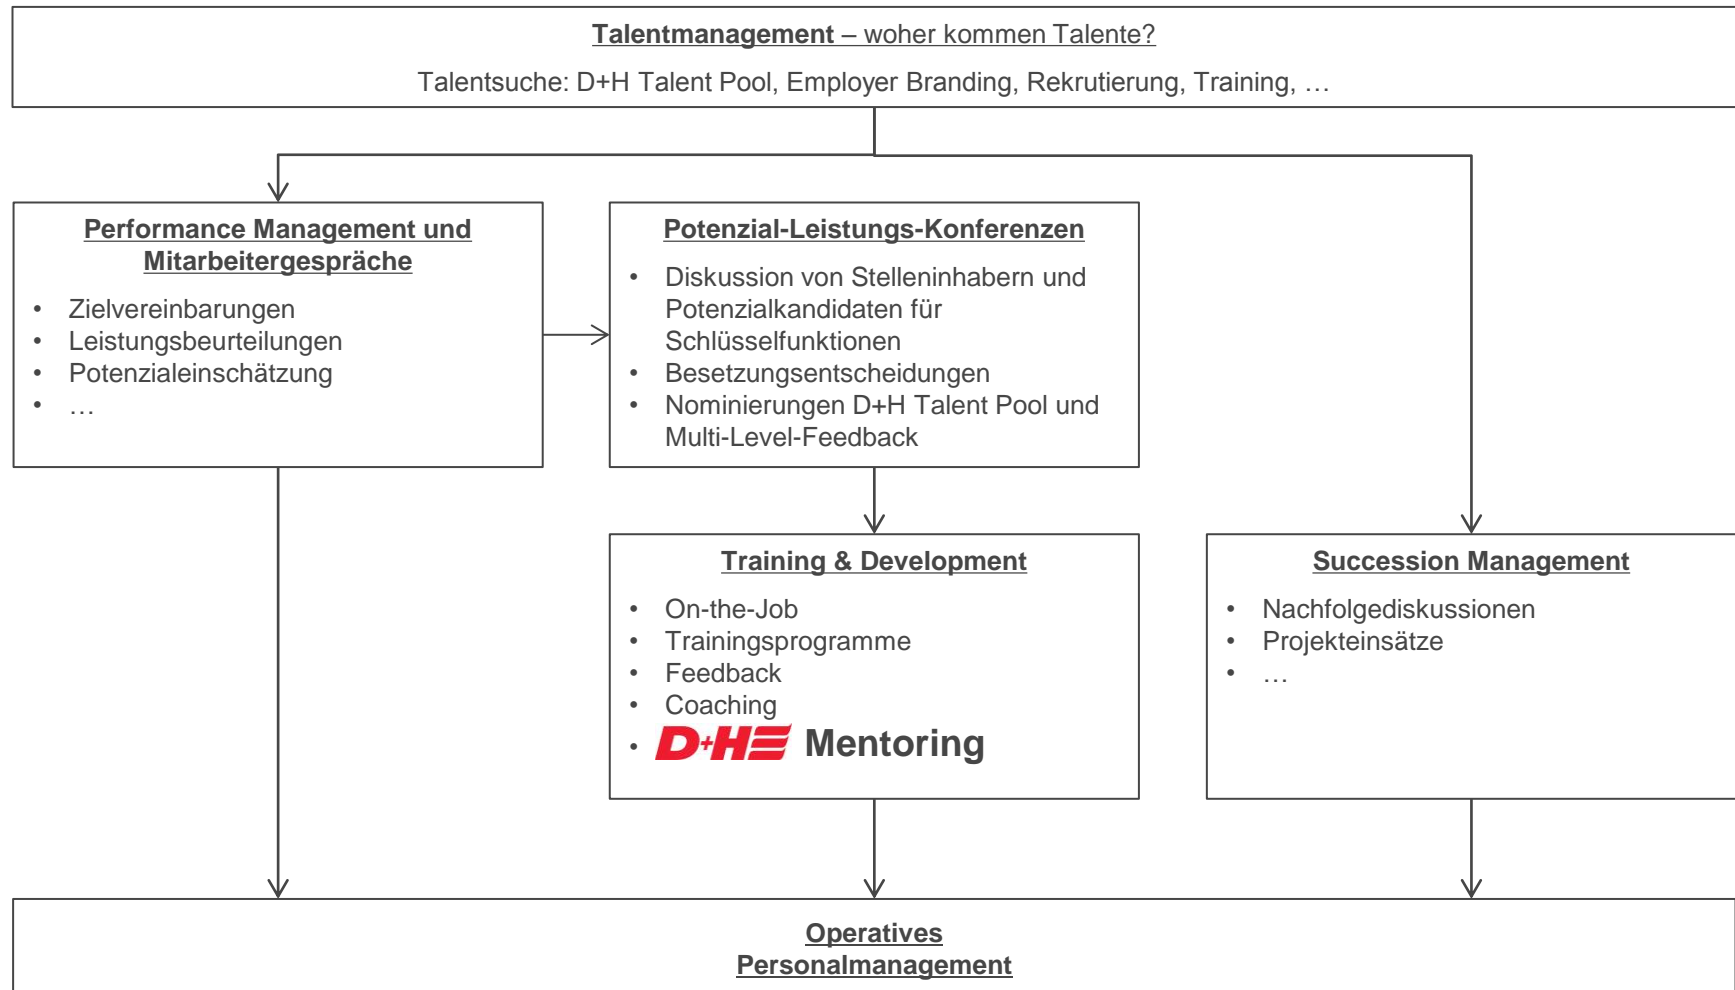 Talentmanagement – woher kommen Talente?
Talentsuche: D+H Talent Pool, Employer Branding, Rekrutierung, Training, …
Performance Management und
Mitarbeitergespräche
• Zielvereinbarungen
• Leistungsbeurteilungen
• Potenzialeinschätzung
• …
Potenzial-Leistungs-Konferenzen
• Diskussion von Stelleninhabern und
Potenzialkandidaten für
Schlüsselfunktionen
• Besetzungsentscheidungen
• Nominierungen D+H Talent Pool und
Multi-Level-Feedback
Training & Development
• On-the-Job
• Trainingsprogramme
• Feedback
• Coaching
• D+H Mentoring
Succession Management
• Nachfolgediskussionen
• Projekteinsätze
• …
Operatives
Personalmanagement